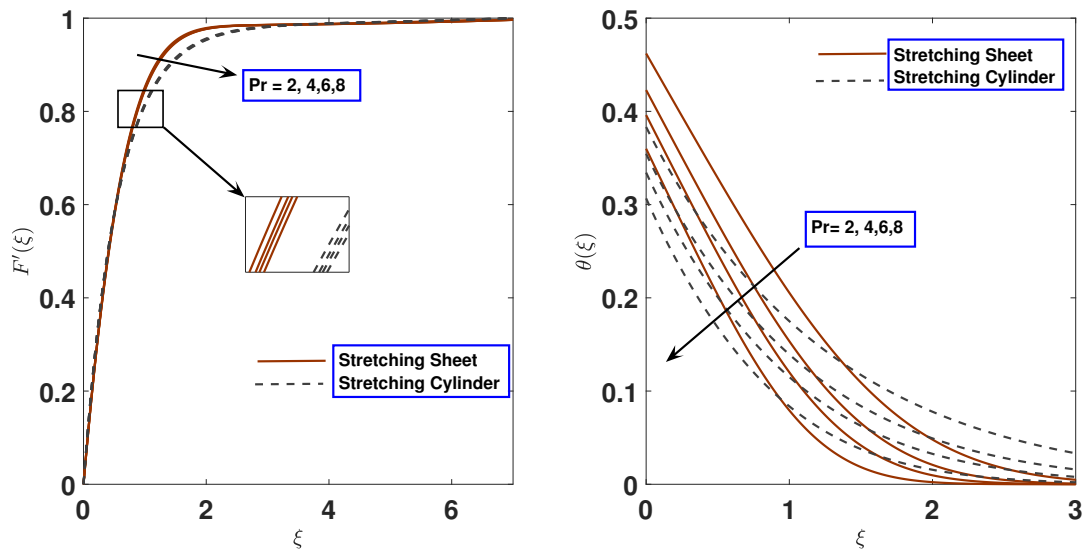 1
0.8
0.6
0.4
0.2
0
0
2
4
6
F′(ξ)
ξ
Pr = 2, 4,6,8
Stretching Sheet
Stretching Cylinder
0.5
0.4
0.3
0.2
0.1
0
0
1
2
3
θ(ξ)
ξ
Stretching Sheet
Stretching Cylinder
Pr= 2, 4,6,8